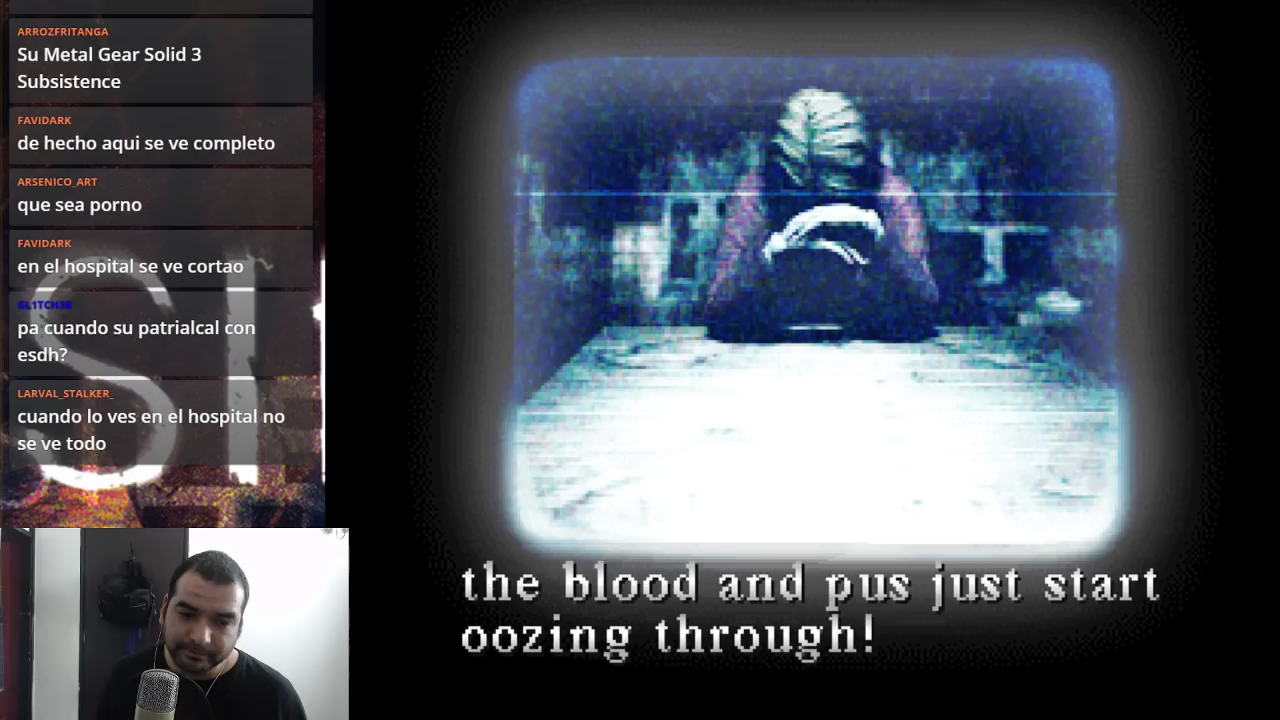 ARROZFRITANGA
Su Metal Gear Solid 3
Subsistence
FAVIDARK
de hecho aqui se ve completo
ARSENICO_ART
que sea porno
FAVIDARK
en el hospital se ve cortao
GL1TCH3R
pa cuando su patrialcal con
esdh?
LARVAL_STALKER_
cuando lo ves en el hospital no
se ve todo
SI
the blood and pus just start
oozing through!